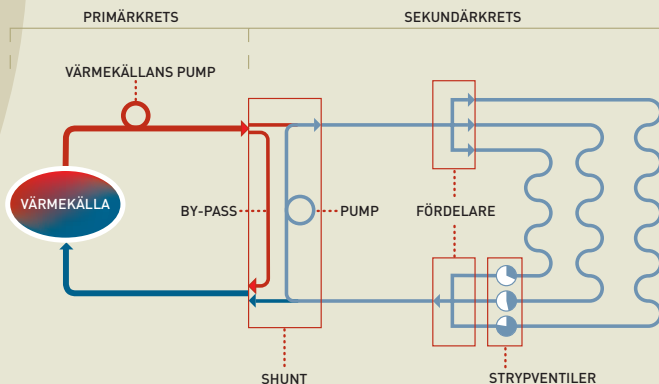 PRIMÄRKRETS
SEKUNDÄRKRETS
VÄRMEKÄLLANS PUMP
VÄRMEKÄLLA
BY-PASS
PUMP
FÖRDELARE
SHUNT
STRYPVENTILER